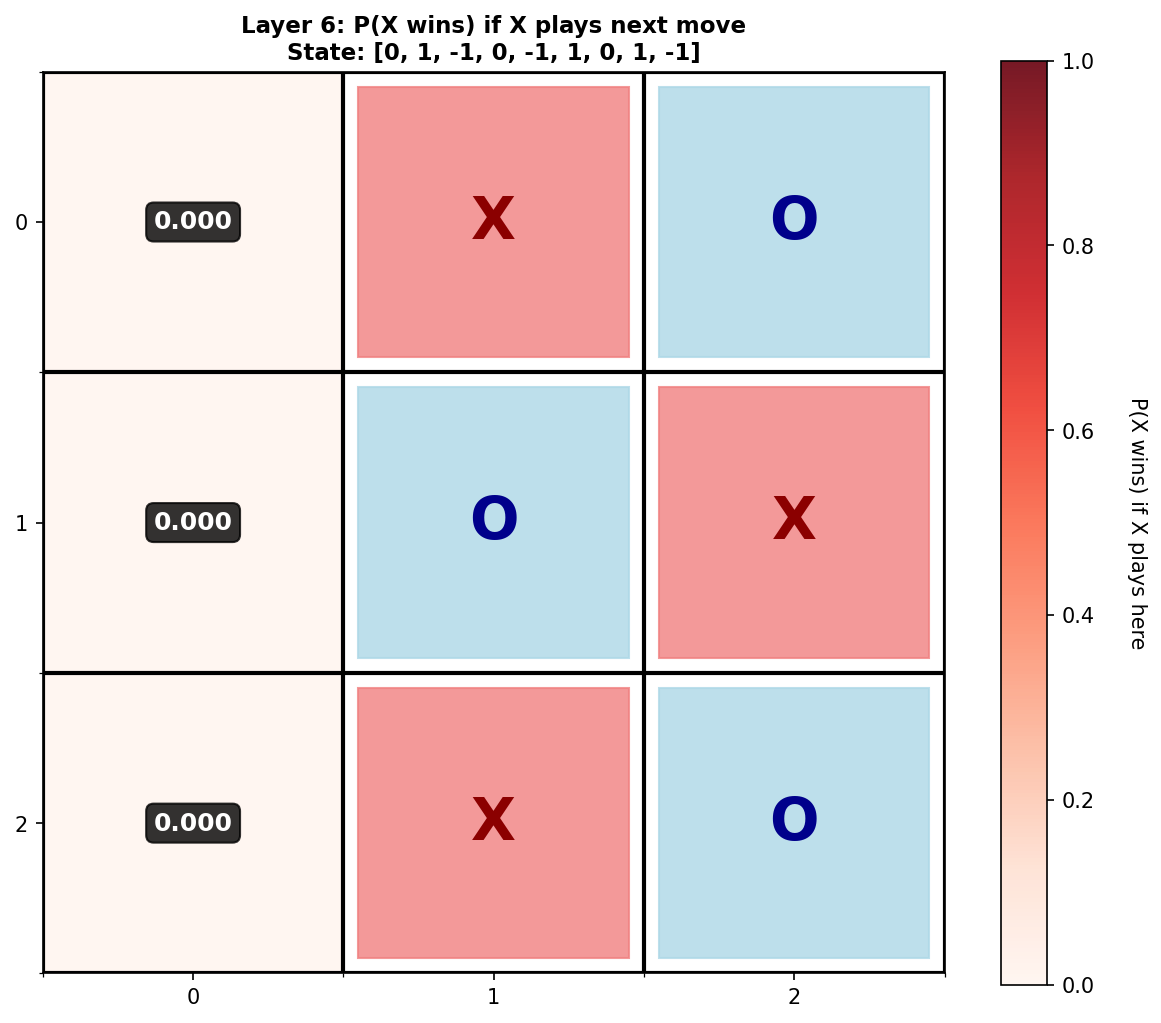 Layer 6: P(X wins) if X plays next move
State: [0, 1, -1, 0, -1, 1, 0, 1, -1]
0 0.000 X O
1 0.000 O X
2 0.000 X O
0 1 2
1.0
0.8
0.6
0.4
0.2
0.0
P(X wins) if X plays here